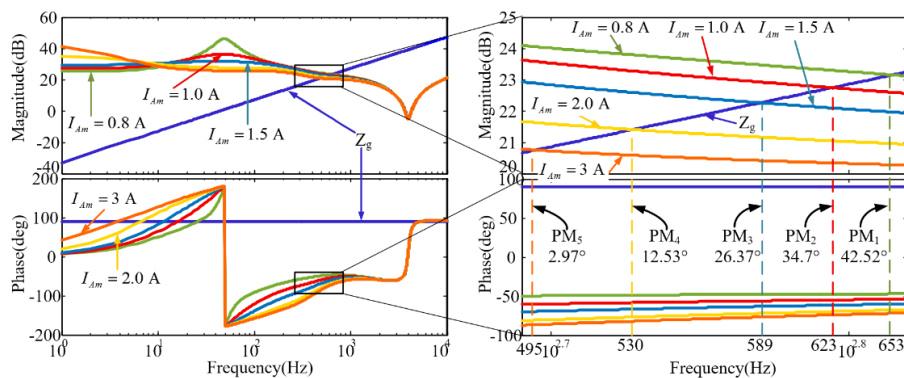 60
40
20
0
-20
-40
Magnitude(dB)
I_Am = 1.0 A
I_Am = 0.8 A
I_Am = 1.5 A
Z_g
200
100
0
-100
-200
Phase(deg)
I_Am = 3 A
I_Am = 2.0 A
10^0 10^1 10^2 10^3 10^4
Frequency(Hz)
25
24
23
22
21
20
Magnitude(dB)
I_Am = 0.8 A
I_Am = 1.0 A
I_Am = 1.5 A
Z_g
I_Am = 2.0 A
I_Am = 3 A
100
50
0
-50
-100
Phase(deg)
PM_5 PM_4 PM_3 PM_2 PM_1
2.97° 12.53° 26.37° 34.7° 42.52°
495 10^2.7 530 589 623 10^2.8 653
Frequency(Hz)